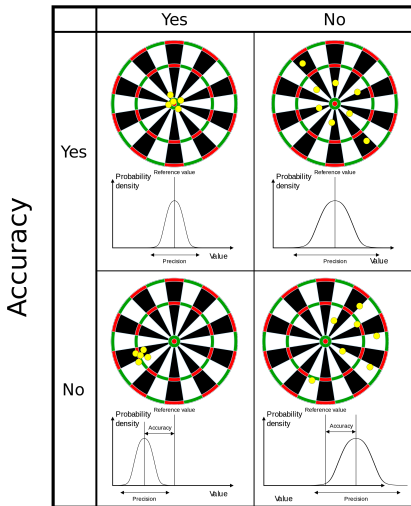 Yes
No
Accuracy
Yes
Reference value
Probability
density
Precision
Value
Reference value
Probability
density
Precision
Value
No
Reference value
Probability
density
Accuracy
Precision
Value
Reference value
Probability
density
Accuracy
Value
Precision